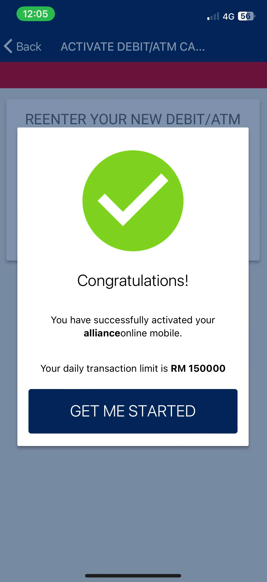 12:05
4G 56
Back ACTIVATE DEBIT/ATM CA...
REENTER YOUR NEW DEBIT/ATM
Congratulations!
You have successfully activated your
allianceonline mobile.
Your daily transaction limit is RM 150000
GET ME STARTED